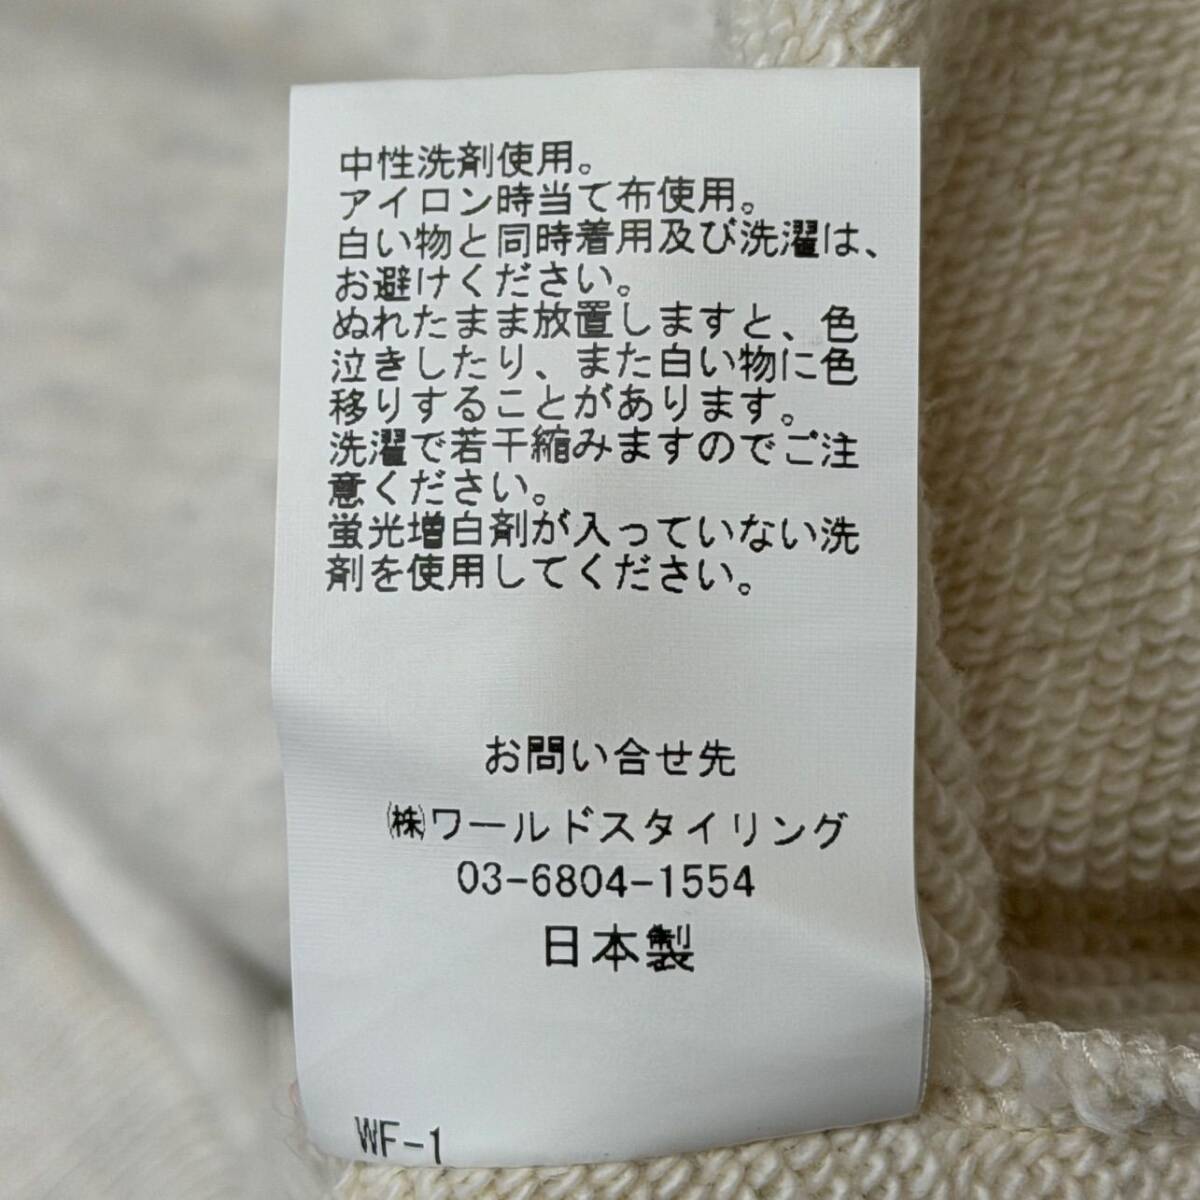 中性洗剤使用。
アイロン時当て布使用。
白い物と同時着用及び洗濯は、
お避けください。
ぬれたまま放置しますと、色
泣きしたり、また白い物に色
移りすることがあります。
洗濯で若干縮みますのでご注
意ください。
蛍光増白剤が入っていない洗
剤を使用してください。
お問い合せ先
㈱ワールドスタイリング
03-6804-1554
日本製
WF-1